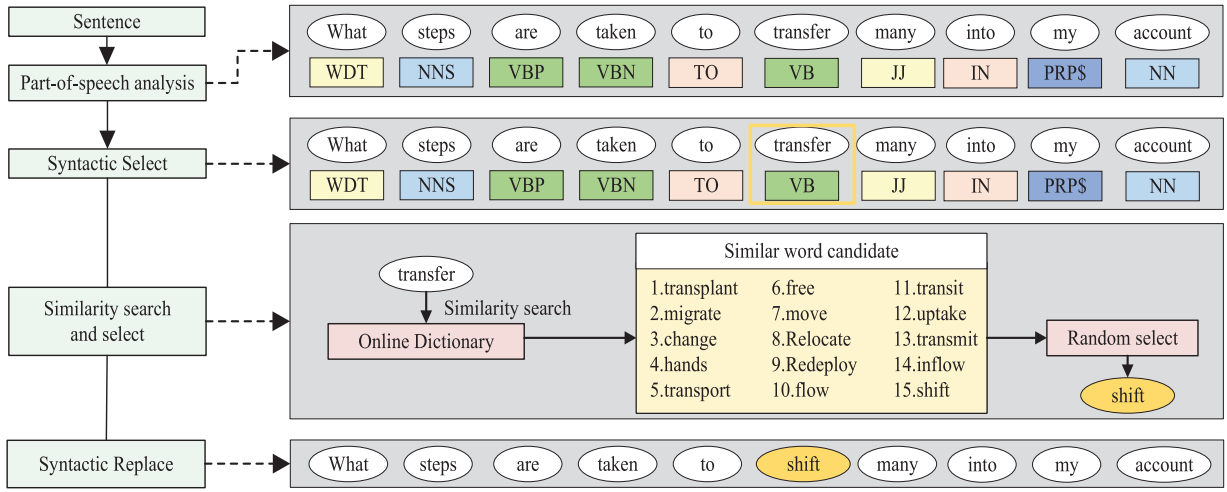 Sentence
Part-of-speech analysis
What steps are taken to transfer many into my account
WDT NNS VBP VBN TO VB JJ IN PRP$ NN
Syntactic Select
What steps are taken to transfer many into my account
WDT NNS VBP VBN TO VB JJ IN PRP$ NN
Similarity search
and select
transfer
Similarity search
Online Dictionary
Similar word candidate
1.transplant
2.migrate
3.change
4.hands
5.transport
6.free
7.move
8.Relocate
9.Redeploy
10.flow
11.transit
12.uptake
13.transmit
14.inflow
15.shift
Random select
shift
Syntactic Replace
What steps are taken to shift many into my account